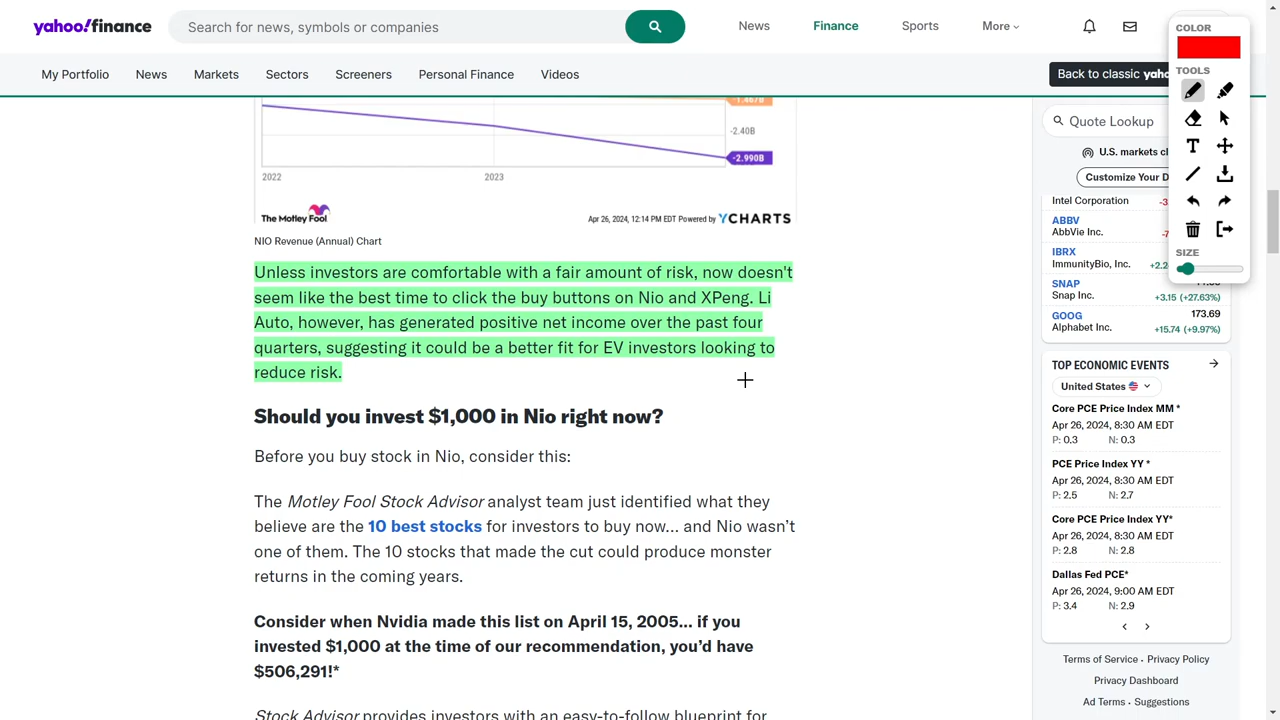 yahoo!finance
Search for news, symbols or companies
News
Finance
Sports
More
My Portfolio
News
Markets
Sectors
Screeners
Personal Finance
Videos
Back to classic yaho
COLOR
TOOLS
SIZE
-1.467B
-2.40B
-2.990B
2022
2023
The Motley Fool
Apr 26, 2024, 12:14 PM EDT Powered by YCHARTS
NIO Revenue (Annual) Chart
Unless investors are comfortable with a fair amount of risk, now doesn't
seem like the best time to click the buy buttons on Nio and XPeng. Li
Auto, however, has generated positive net income over the past four
quarters, suggesting it could be a better fit for EV investors looking to
reduce risk.
Should you invest $1,000 in Nio right now?
Before you buy stock in Nio, consider this:
The Motley Fool Stock Advisor analyst team just identified what they
believe are the 10 best stocks for investors to buy now… and Nio wasn’t
one of them. The 10 stocks that made the cut could produce monster
returns in the coming years.
Consider when Nvidia made this list on April 15, 2005... if you
invested $1,000 at the time of our recommendation, you’d have
$506,291!*
Stock Advisor provides investors with an easy-to-follow blueprint for
Quote Lookup
U.S. markets cl
Customize Your D
Intel Corporation -3
ABBV
AbbVie Inc. -7
IBRX
ImmunityBio, Inc. +2.2
SNAP
Snap Inc. +3.15 (+27.63%)
GOOG 173.69
Alphabet Inc. +15.74 (+9.97%)
TOP ECONOMIC EVENTS
United States
Core PCE Price Index MM *
Apr 26, 2024, 8:30 AM EDT
P: 0.3 N: 0.3
PCE Price Index YY *
Apr 26, 2024, 8:30 AM EDT
P: 2.5 N: 2.7
Core PCE Price Index YY*
Apr 26, 2024, 8:30 AM EDT
P: 2.8 N: 2.8
Dallas Fed PCE*
Apr 26, 2024, 9:00 AM EDT
P: 3.4 N: 2.9
Terms of Service • Privacy Policy
Privacy Dashboard
Ad Terms • Suggestions